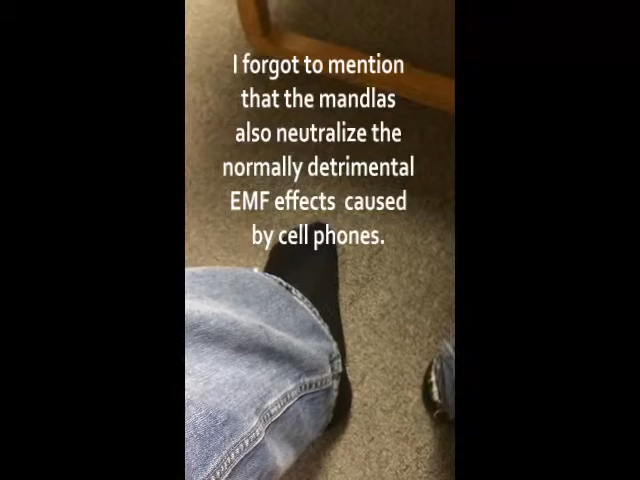 I forgot to mention
that the mandlas
also neutralize the
normally detrimental
EMF effects  caused
by cell phones.